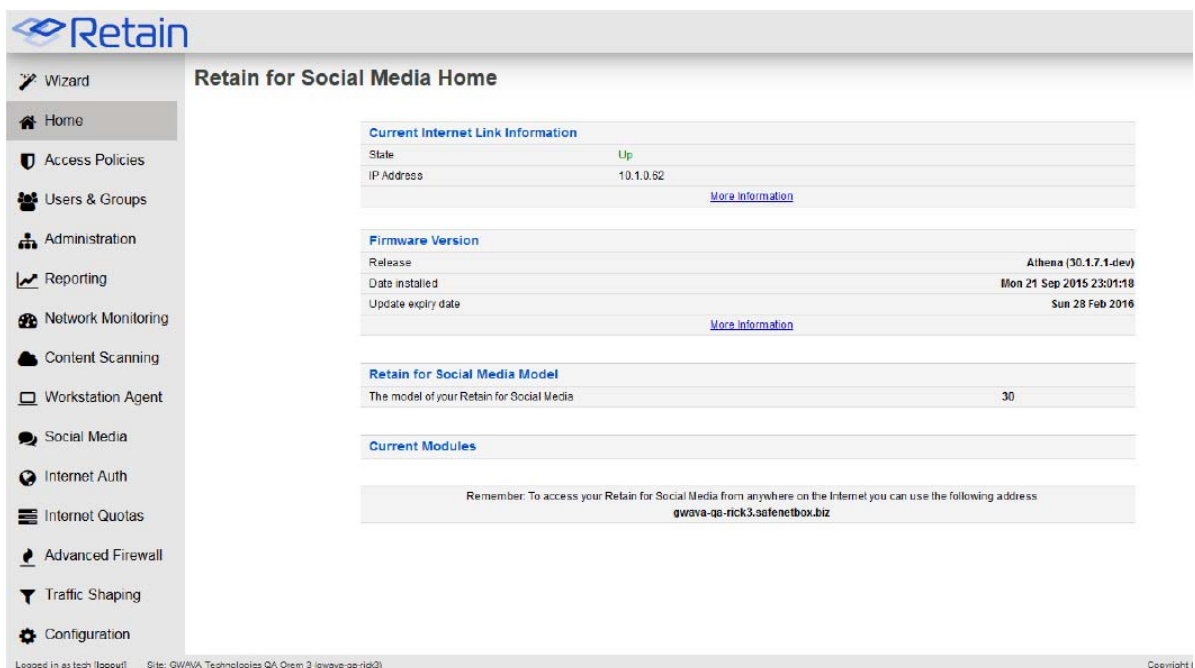 Retain
Wizard
Home
Access Policies
Users & Groups
Administration
Reporting
Network Monitoring
Content Scanning
Workstation Agent
Social Media
Internet Auth
Internet Quotas
Advanced Firewall
Traffic Shaping
Configuration
Retain for Social Media Home
Current Internet Link Information
State Up
IP Address 10.1.0.62
More Information
Firmware Version
Release Athena (30.1.7.1-dev)
Date installed Mon 21 Sep 2015 23:01:18
Update expiry date Sun 28 Feb 2016
More Information
Retain for Social Media Model
The model of your Retain for Social Media 30
Current Modules
Remember: To access your Retain for Social Media from anywhere on the Internet you can use the following address
gwava-qa-rick3.safenetbox.biz
Logged in as tech [logout] Site: GWAVA Technologies QA Orem 3 (gwava-qa-rick3) Copyright